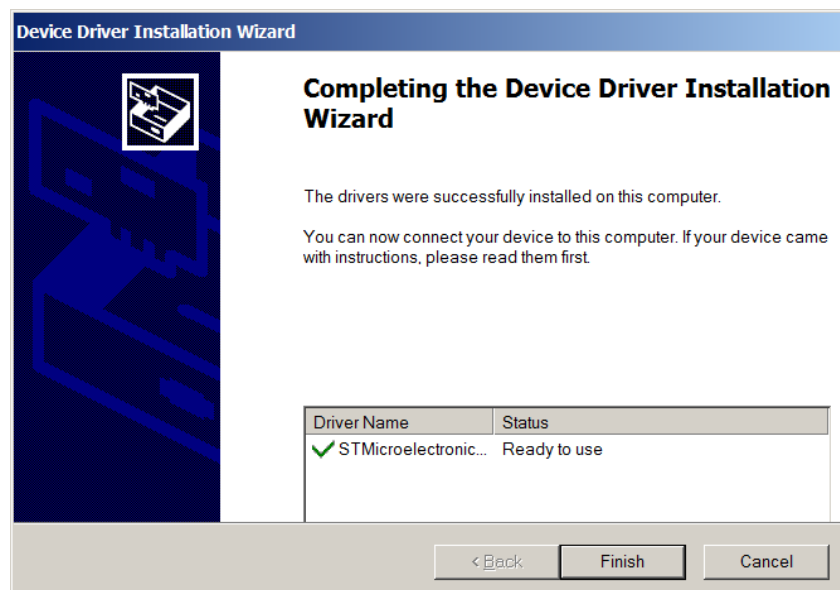 Device Driver Installation Wizard
Completing the Device Driver Installation
Wizard
The drivers were successfully installed on this computer.
You can now connect your device to this computer. If your device came
with instructions, please read them first.
Driver Name Status
STMicroelectronic... Ready to use
< Back Finish Cancel